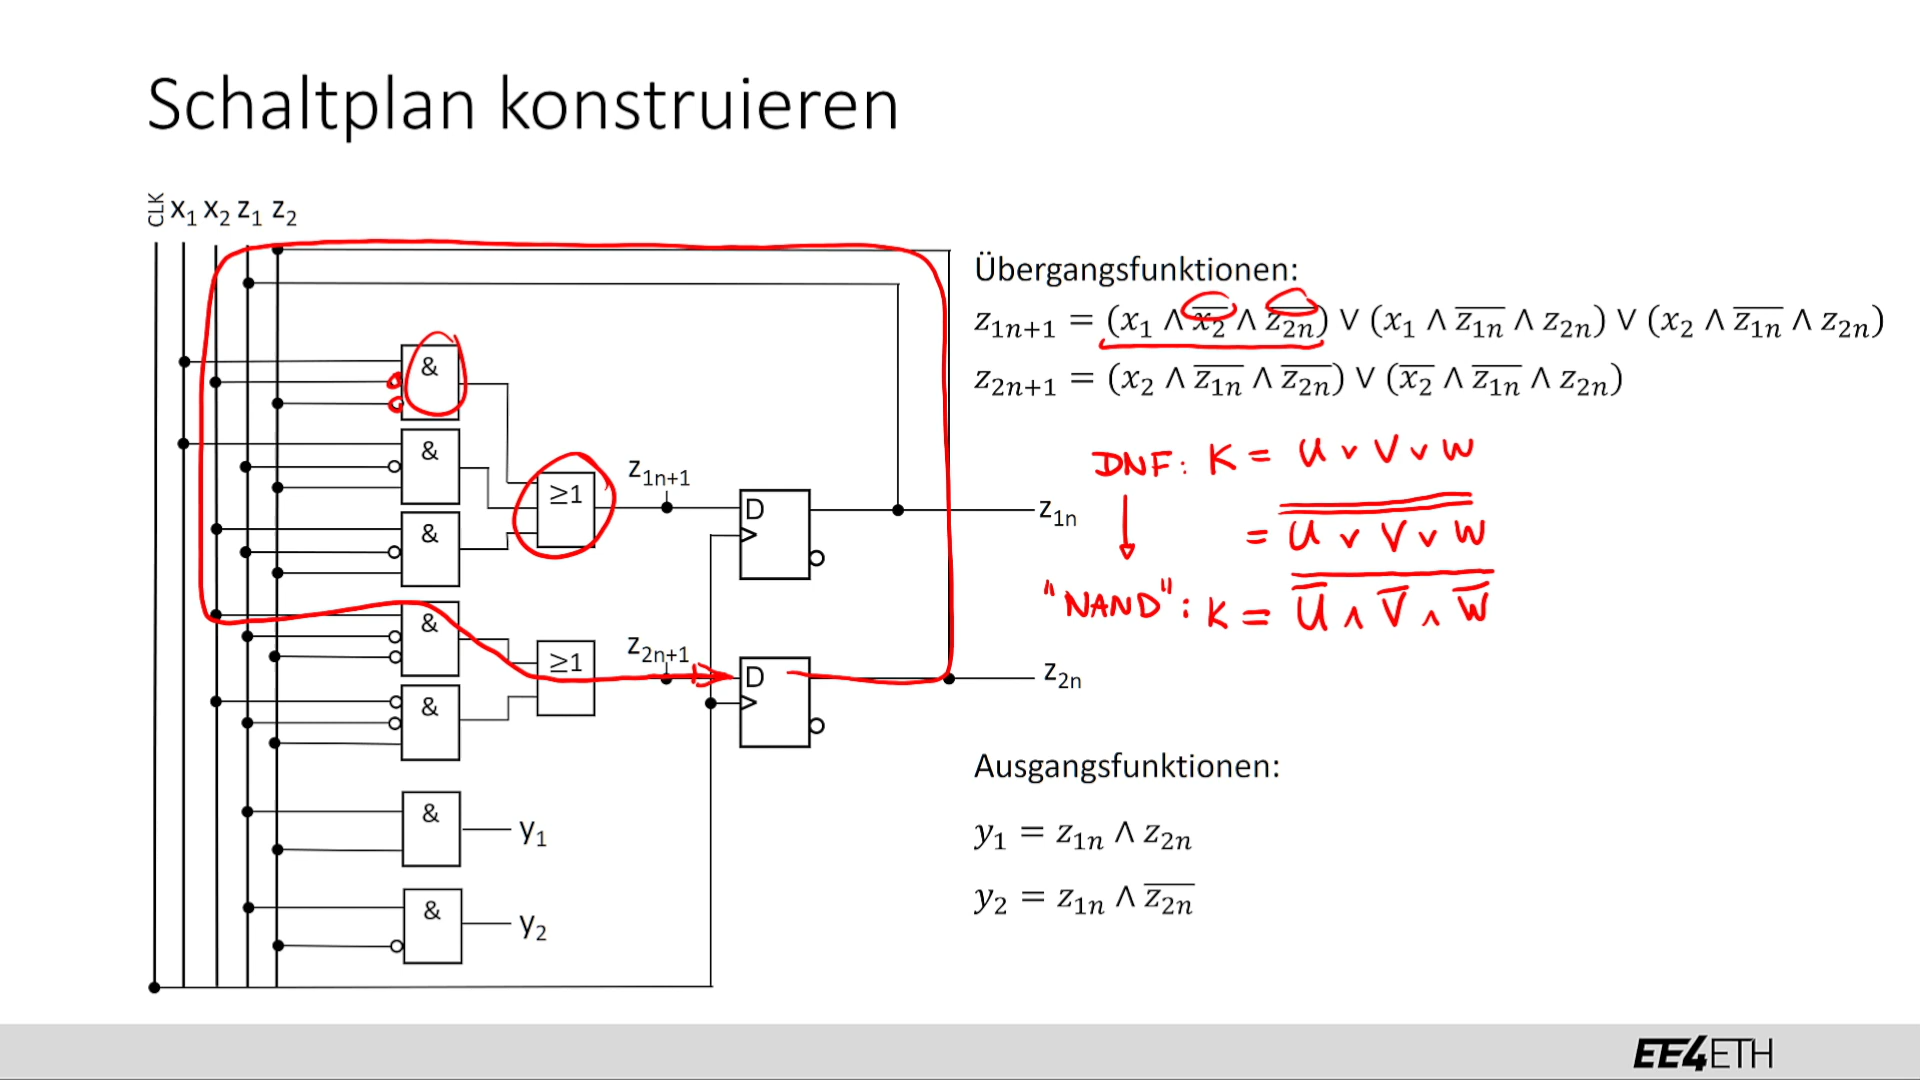 Schaltplan konstruieren
CLK x₁ x₂ z₁ z₂
&
&
&
≥1
z₁ₙ₊₁
D
z₁ₙ
&
&
≥1
z₂ₙ₊₁
D
z₂ₙ
&
y₁
&
y₂
Übergangsfunktionen:
z₁ₙ₊₁ = (x₁ ∧ x̅₂ ∧ z̅₂ₙ) ∨ (x₁ ∧ z̅₁ₙ ∧ z₂ₙ) ∨ (x₂ ∧ z̅₁ₙ ∧ z₂ₙ)
z₂ₙ₊₁ = (x₂ ∧ z̅₁ₙ ∧ z̅₂ₙ) ∨ (x̅₂ ∧ z̅₁ₙ ∧ z₂ₙ)
DNF: K = U ∨ V ∨ W
= U̿ ̿∨̿ ̿V̿ ̿∨̿ ̿W̿
"NAND": K = U̿ ̅∧̅ ̅V̿ ̅∧̅ ̅W̿
Ausgangsfunktionen:
y₁ = z₁ₙ ∧ z₂ₙ
y₂ = z₁ₙ ∧ z̅₂ₙ
EE4ETH